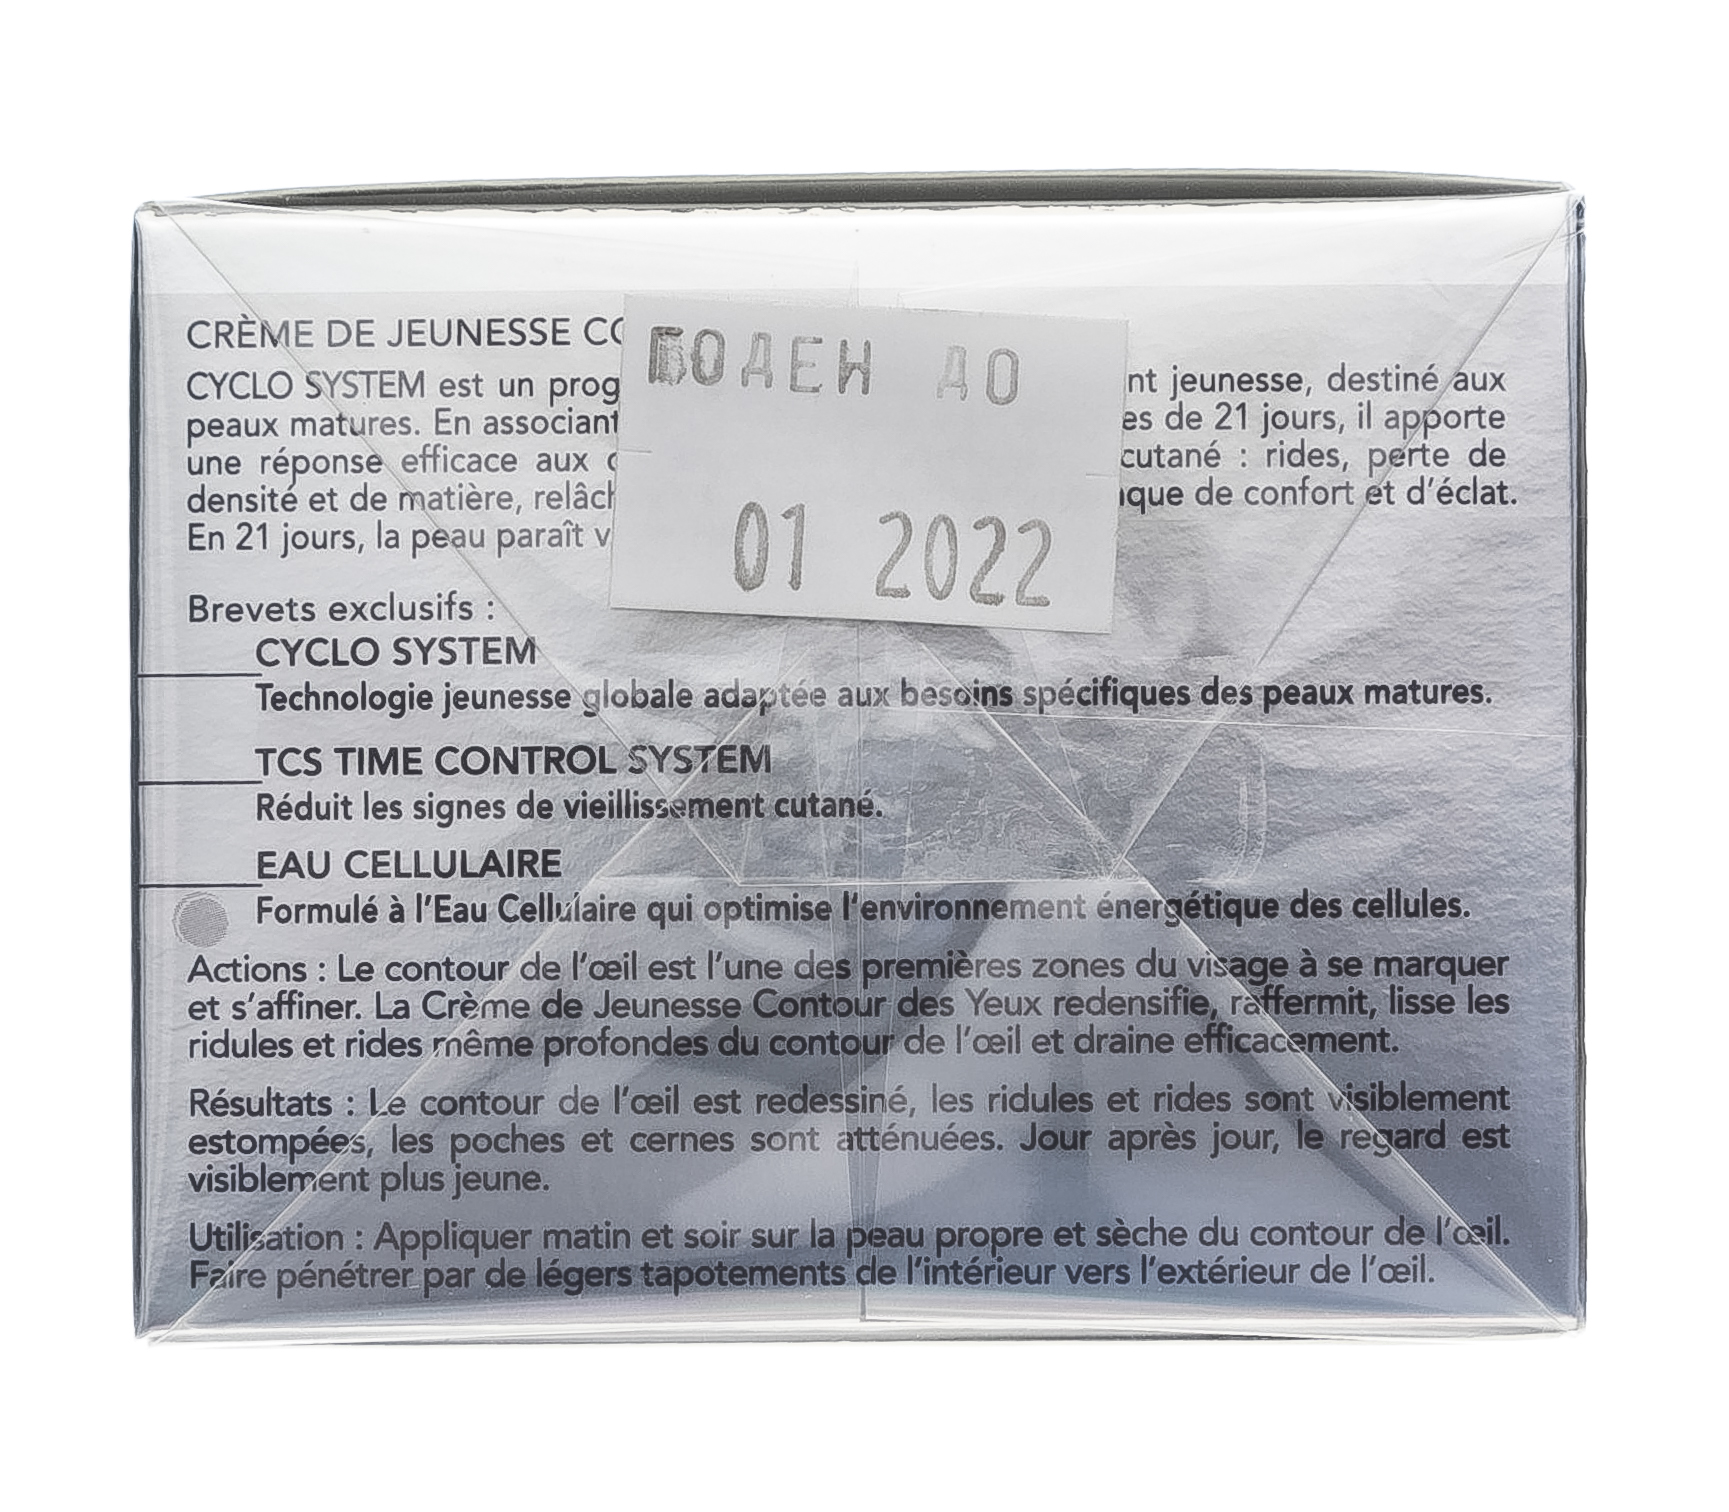 CRÈME DE JEUNESSE
ГОДЕН ДО
01 2022
CYCLO SYSTEM est un jeunesse, destiné aux
peaux matures. En de 21 jours, il apporte
une réponse efficace aux cutané : rides, perte de
densité et de matière, de confort et d'éclat.
En 21 jours, la peau paraît
Brevets exclusifs :
CYCLO SYSTEM
Technologie jeunesse globale adaptée aux besoins spécifiques des peaux matures.
TCS TIME CONTROL SYSTEM
Réduit les signes de vieillissement cutané.
EAU CELLULAIRE
Formulé à l'Eau Cellulaire qui optimise l'environnement énergétique des cellules.
Actions : Le contour de l'œil est l'une des premières zones du visage à se marquer
et s'affiner. La Crème de Jeunesse Contour des Yeux redensifie, raffermit, lisse les
ridules et rides même profondes du contour de l'œil et draine efficacement.
Résultats : Le contour de l'œil est redessiné, les ridules et rides sont visiblement
estompées, les poches et cernes sont atténuées. Jour après jour, le regard est
visiblement plus jeune.
Utilisation : Appliquer matin et soir sur la peau propre et sèche du contour de l'œil.
Faire pénétrer par de légers tapotements de l'intérieur vers l'extérieur de l'œil.